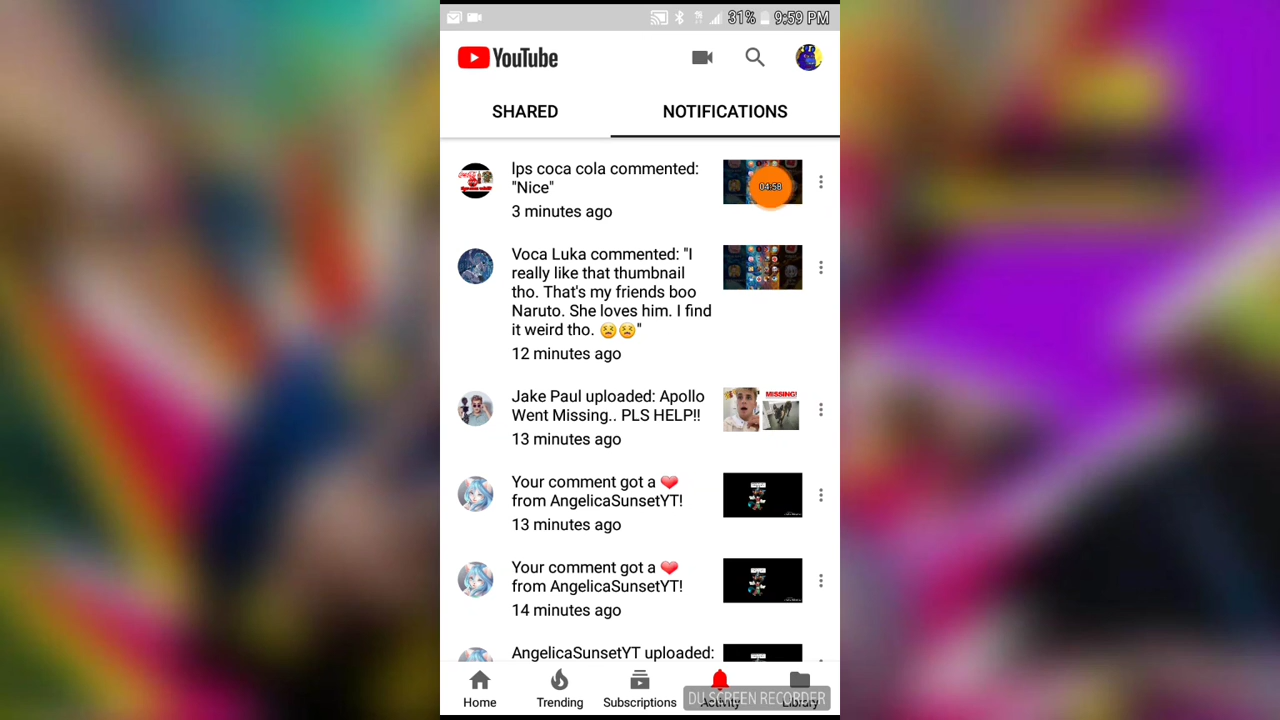 31% 9:59 PM
YouTube
SHARED NOTIFICATIONS
lps coca cola commented:
"Nice"
3 minutes ago
04:58
Voca Luka commented: "I
really like that thumbnail
tho. That's my friends boo
Naruto. She loves him. I find
it weird tho. 😣😣"
12 minutes ago
Jake Paul uploaded: Apollo
Went Missing.. PLS HELP!!
13 minutes ago
MISSING!
Your comment got a ❤
from AngelicaSunsetYT!
13 minutes ago
Your comment got a ❤
from AngelicaSunsetYT!
14 minutes ago
AngelicaSunsetYT uploaded:
Home Trending Subscriptions Activity Library
DU SCREEN RECORDER